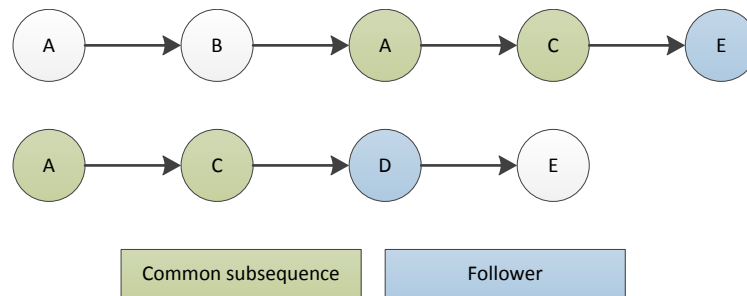 A B A C E
A C D E
Common subsequence Follower